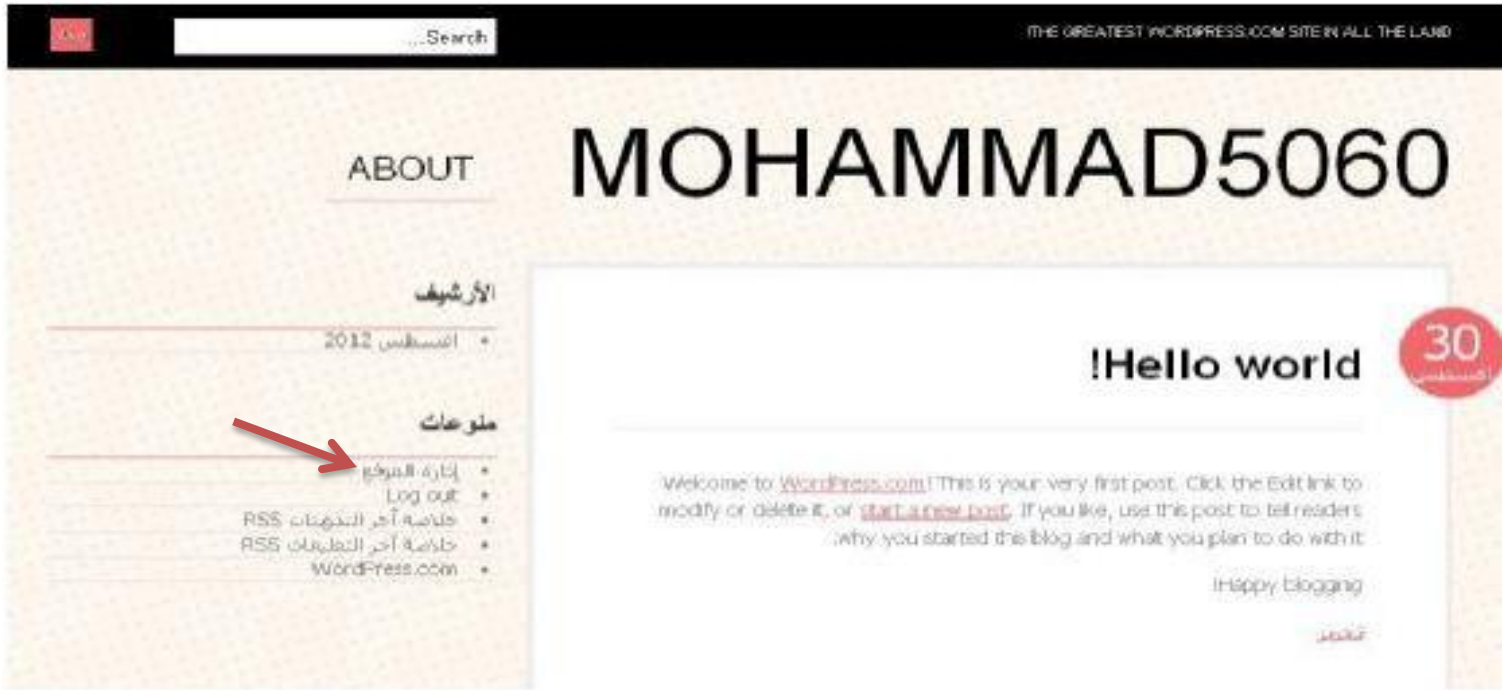 !THE GREATEST WORDPRESS.COM SITE IN ALL THE LAND
Search...
MOHAMMAD5060
ABOUT
30
أغسطس
Hello world!
Welcome to WordPress.com! This is your very first post. Click the Edit link to
modify or delete it, or start a new post. If you like, use this post to tell readers
why you started this blog and what you plan to do with it.
Happy blogging!
تحرير
الأرشيف
أغسطس 2012
منوعات
إدارة الموقع
Log out
خلاصة آخر التدوينات RSS
خلاصة آخر التعليقات RSS
WordPress.com